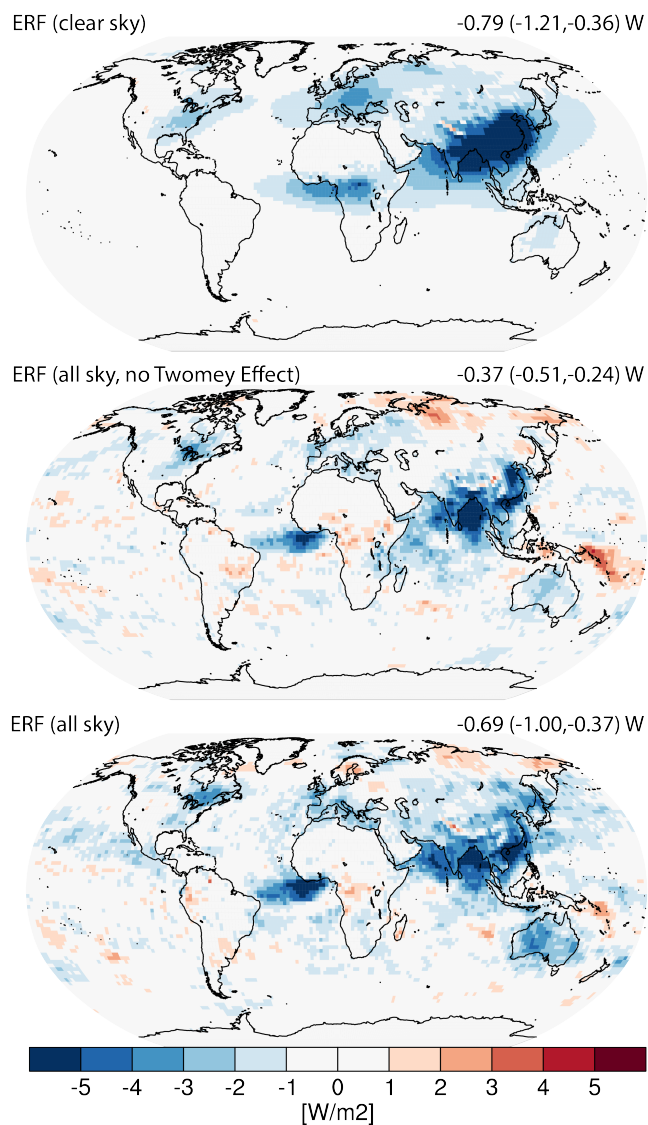 ERF (clear sky) -0.79 (-1.21,-0.36) W
ERF (all sky, no Twomey Effect) -0.37 (-0.51,-0.24) W
ERF (all sky) -0.69 (-1.00,-0.37) W
-5 -4 -3 -2 -1 0 1 2 3 4 5
[W/m2]